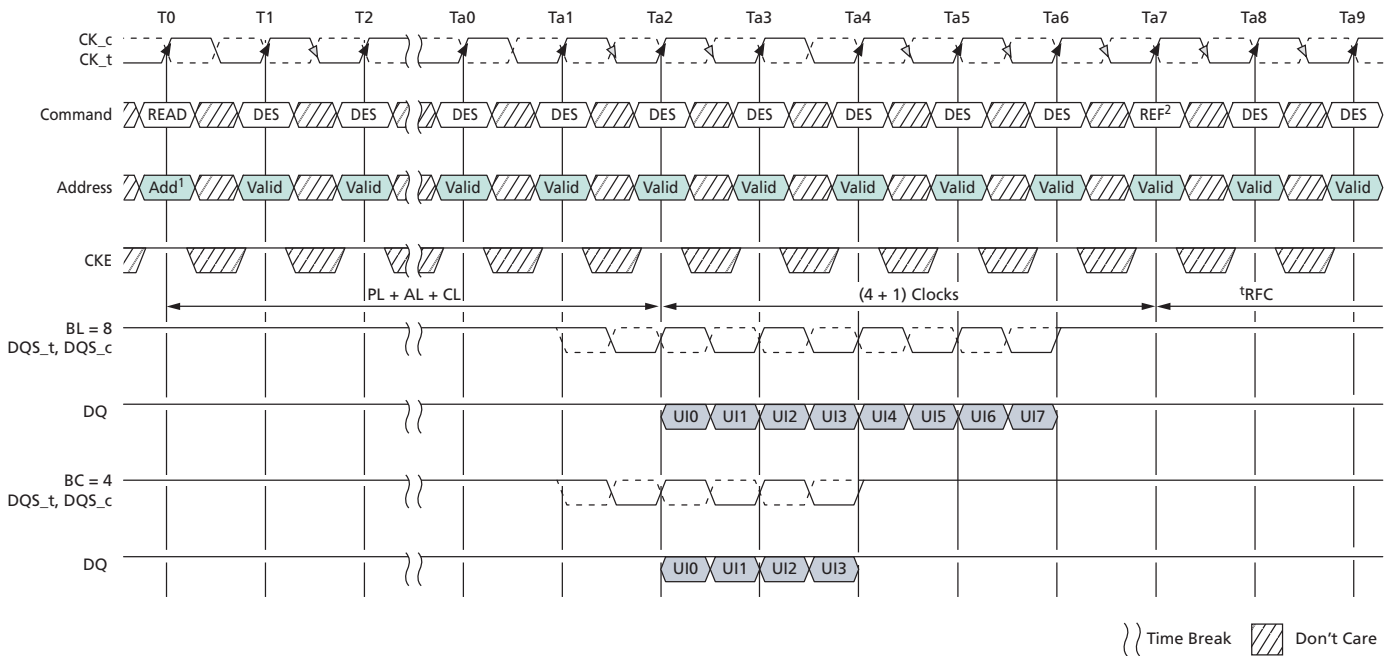 T0 T1 T2 Ta0 Ta1 Ta2 Ta3 Ta4 Ta5 Ta6 Ta7 Ta8 Ta9
CK_c
CK_t
Command READ DES DES DES DES DES DES DES DES DES REF2 DES DES
Address Add1 Valid Valid Valid Valid Valid Valid Valid Valid Valid Valid Valid Valid
CKE
PL + AL + CL (4 + 1) Clocks tRFC
BL = 8
DQS_t, DQS_c
DQ UI0 UI1 UI2 UI3 UI4 UI5 UI6 UI7
BC = 4
DQS_t, DQS_c
DQ UI0 UI1 UI2 UI3
Time Break Don't Care